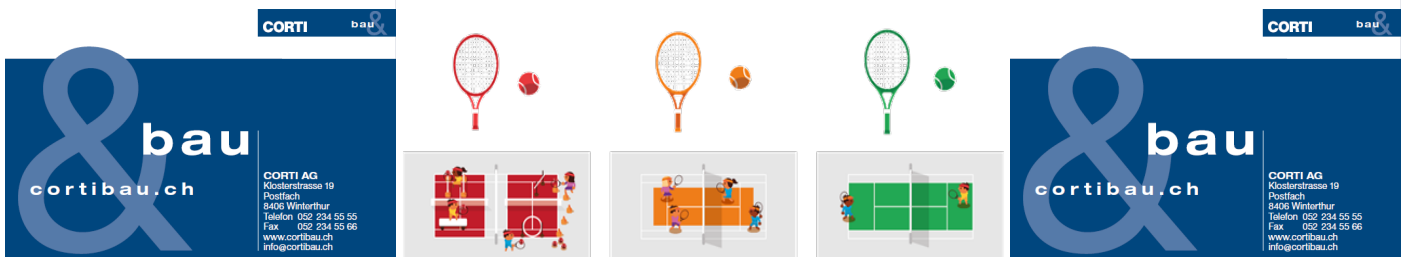 CORTI bau&
& bau
cortibau.ch
CORTI AG
Klosterstrasse 19
Postfach
8406 Winterthur
Telefon 052 234 55 55
Fax 052 234 55 66
www.cortibau.ch
info@cortibau.ch
CORTI bau&
& bau
cortibau.ch
CORTI AG
Klosterstrasse 19
Postfach
8406 Winterthur
Telefon 052 234 55 55
Fax 052 234 55 66
www.cortibau.ch
info@cortibau.ch